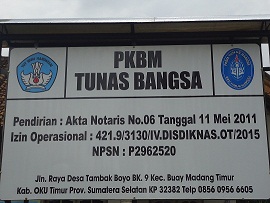 PKBM
TUNAS BANGSA
Pendirian : Akta Notaris No.06 Tanggal 11 Mei 2011
Izin Operasional : 421.9/3130/IV.DISDIKNAS.OT/2015
NPSN : P2962520
Jln. Raya Desa Tambak Boyo BK. 9 Kec. Buay Madang Timur
Kab. OKU Timur Prov. Sumatera Selatan KP 32382 Telp 0856 0956 6605